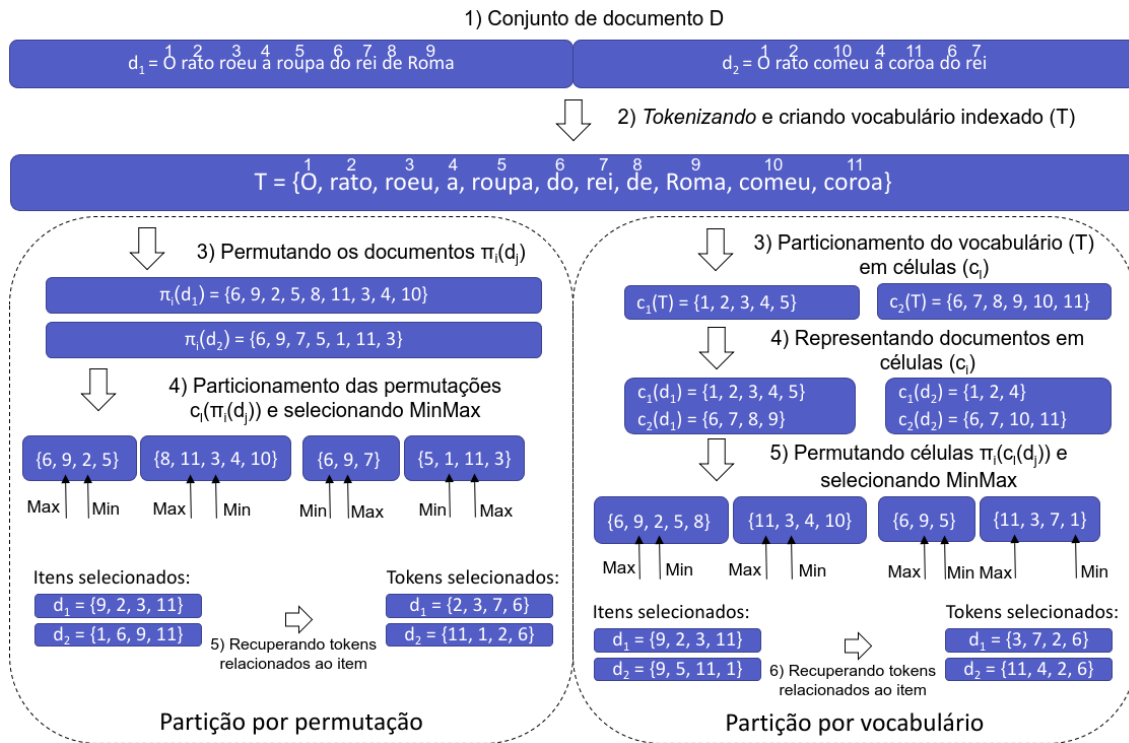 1) Conjunto de documento D
1 2 3 4 5 6 7 8 9
d₁ = O rato roeu a roupa do rei de Roma
1 2 10 4 11 6 7
d₂ = O rato comeu a coroa do rei
2) Tokenizando e criando vocabulário indexado (T)
1 2 3 4 5 6 7 8 9 10 11
T = {O, rato, roeu, a, roupa, do, rei, de, Roma, comeu, coroa}
3) Permutando os documentos πᵢ(dⱼ)
πᵢ(d₁) = {6, 9, 2, 5, 8, 11, 3, 4, 10}
πᵢ(d₂) = {6, 9, 7, 5, 1, 11, 3}
4) Particionamento das permutações
cₗ(πᵢ(dⱼ)) e selecionando MinMax
{6, 9, 2, 5}
{8, 11, 3, 4, 10}
{6, 9, 7}
{5, 1, 11, 3}
Max Min
Max Min
Min Max
Min Max
Itens selecionados:
d₁ = {9, 2, 3, 11}
d₂ = {1, 6, 9, 11}
5) Recuperando tokens
relacionados ao item
Tokens selecionados:
d₁ = {2, 3, 7, 6}
d₂ = {11, 1, 2, 6}
Partição por permutação
3) Particionamento do vocabulário (T)
em células (cₗ)
c₁(T) = {1, 2, 3, 4, 5}
c₂(T) = {6, 7, 8, 9, 10, 11}
4) Representando documentos em
células (cₗ)
c₁(d₁) = {1, 2, 3, 4, 5}
c₂(d₁) = {6, 7, 8, 9}
c₁(d₂) = {1, 2, 4}
c₂(d₂) = {6, 7, 10, 11}
5) Permutando células πᵢ(cₗ(dⱼ)) e
selecionando MinMax
{6, 9, 2, 5, 8}
{11, 3, 4, 10}
{6, 9, 5}
{11, 3, 7, 1}
Max Min
Max Min
Max Min
Max Min
Itens selecionados:
d₁ = {9, 2, 3, 11}
d₂ = {9, 5, 11, 1}
6) Recuperando tokens
relacionados ao item
Tokens selecionados:
d₁ = {3, 7, 2, 6}
d₂ = {11, 4, 2, 6}
Partição por vocabulário